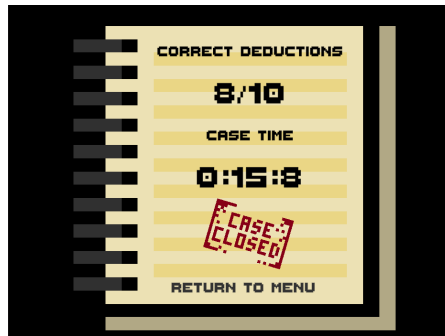 CORRECT DEDUCTIONS
8/10
CASE TIME
0:15:8
CASE
CLOSED
RETURN TO MENU